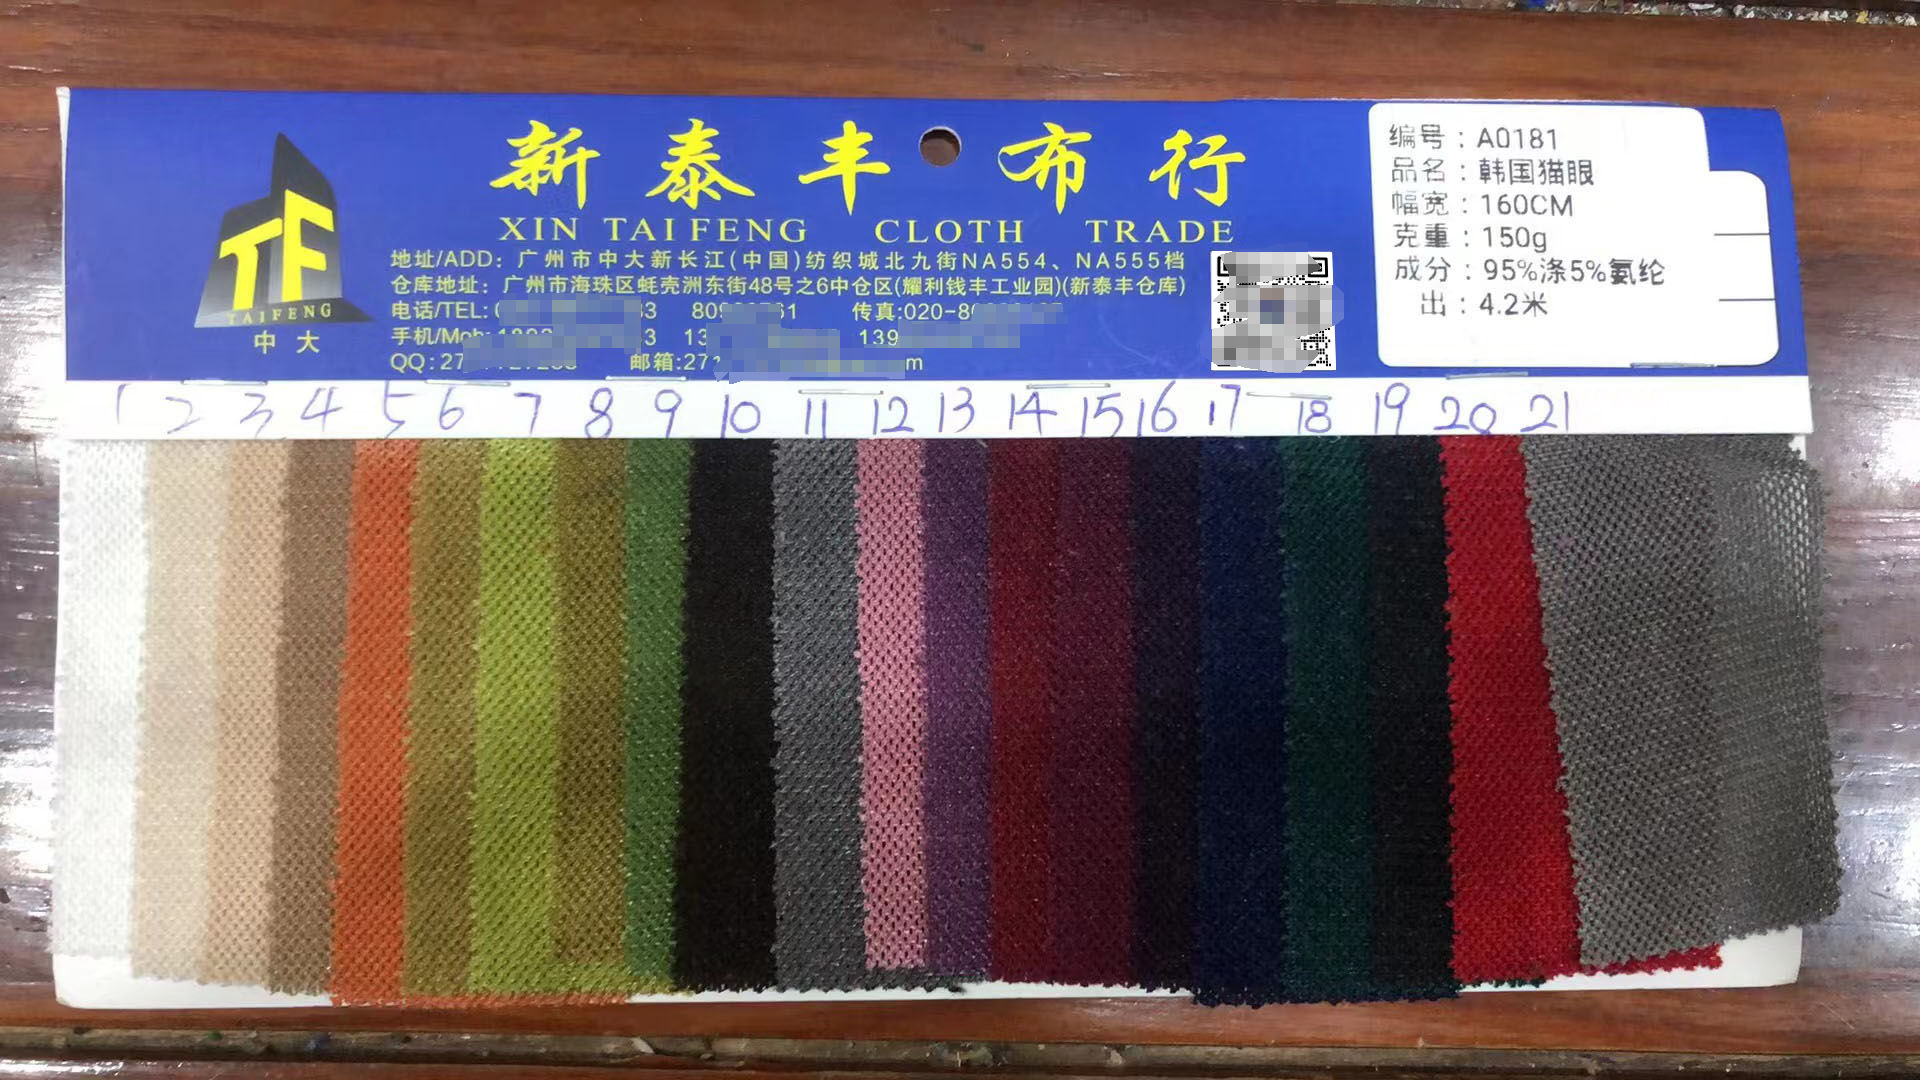 新泰丰布行
XIN TAIFENG CLOTH TRADE
TF
TAIFENG
中大
地址/ADD：广州市中大新长江(中国)纺织城北九街NA554、NA555档
仓库地址：广州市海珠区蚝壳洲东街48号之6中仓区(耀利钱丰工业园)(新泰丰仓库)
电话/TEL: 传真:020-8
手机/Mob: 139
QQ:27 邮箱:271
编号：A0181
品名：韩国猫眼
幅宽：160CM
克重：150g
成分：95%涤5%氨纶
出：4.2米
1 2 3 4 5 6 7 8 9 10 11 12 13 14 15 16 17 18 19 20 21